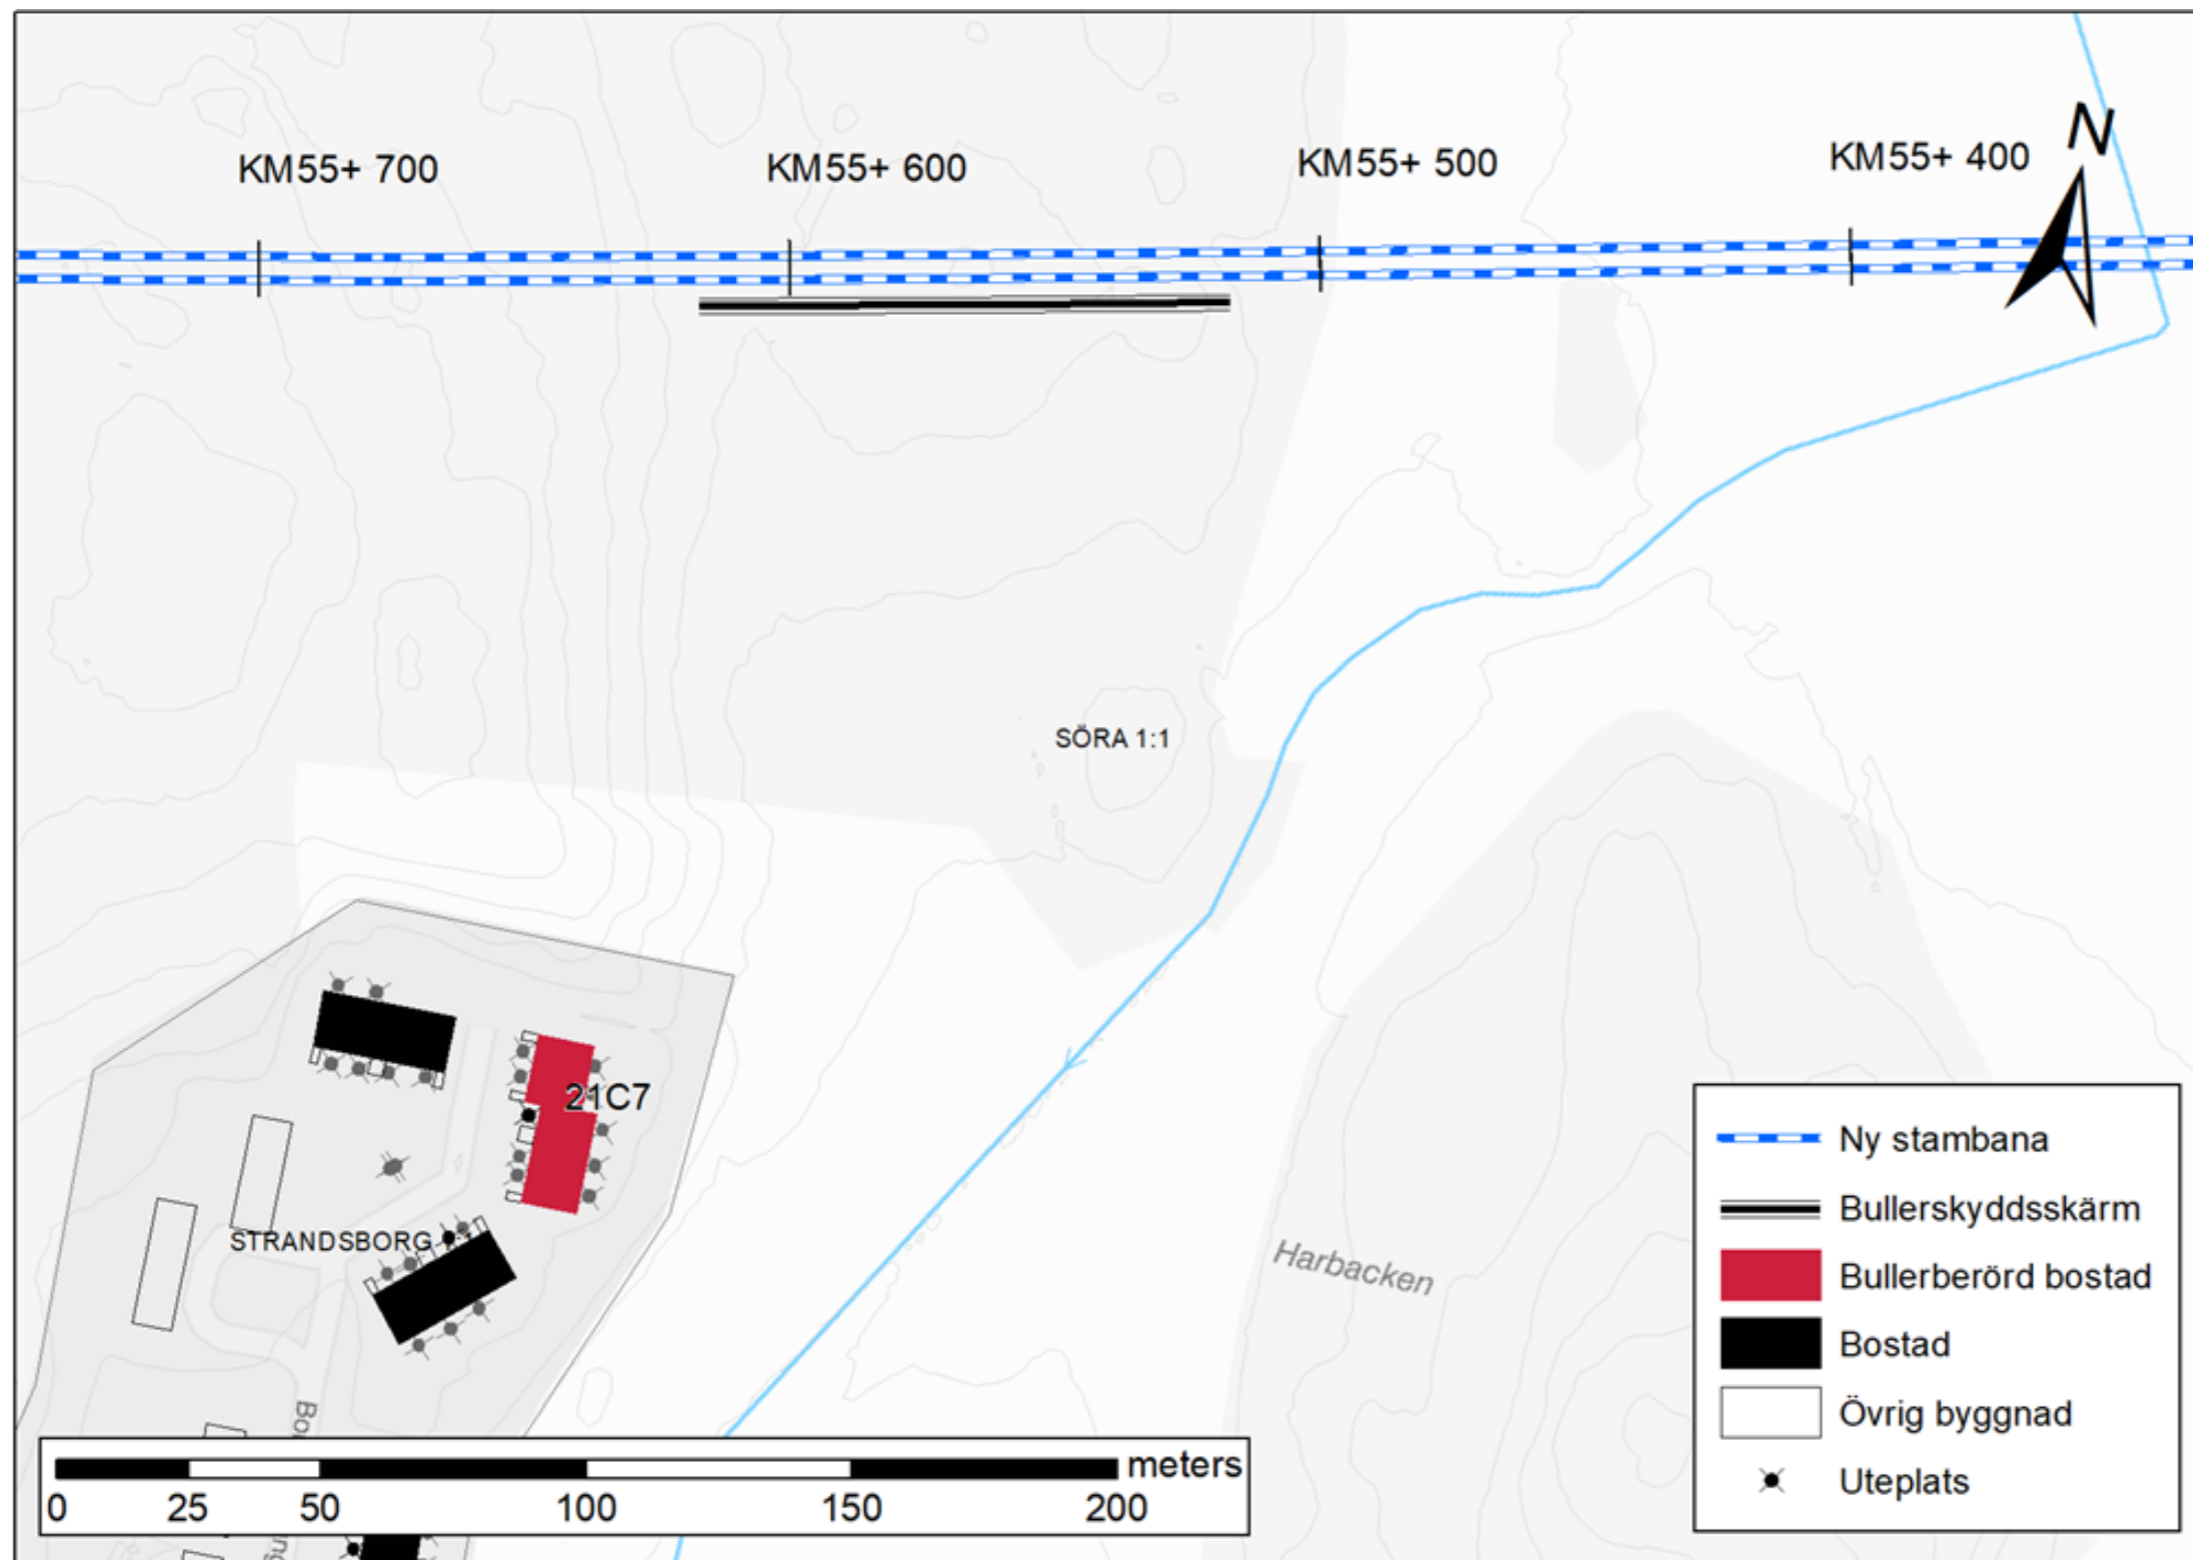 N
KM55+ 700
KM55+ 600
KM55+ 500
KM55+ 400
SÖRA 1:1
21C7
STRANDSBORG
Harbacken
Ny stambana
Bullerskyddsskärm
Bullerberörd bostad
Bostad
Övrig byggnad
Uteplats
meters
0 25 50 100 150 200